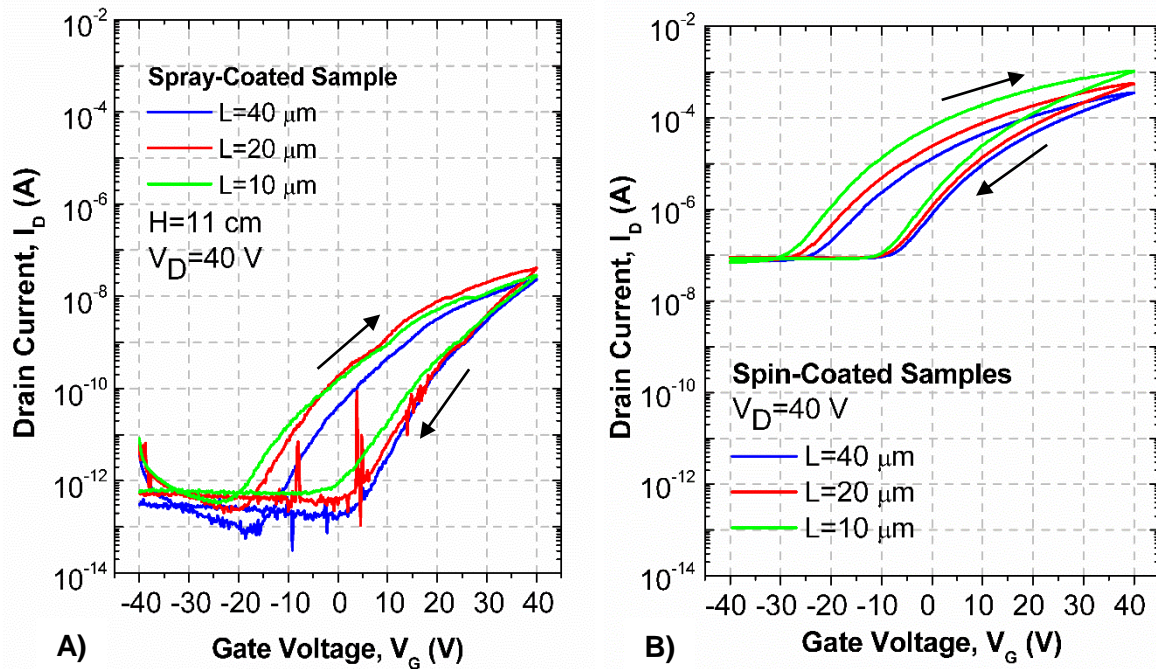 10⁻²
10⁻⁴
10⁻⁶
10⁻⁸
10⁻¹⁰
10⁻¹²
10⁻¹⁴
Drain Current, I_D (A)
Spray-Coated Sample
L=40 μm
L=20 μm
L=10 μm
H=11 cm
V_D=40 V
-40 -30 -20 -10 0 10 20 30 40
A)
Gate Voltage, V_G (V)
B)
10⁻²
10⁻⁴
10⁻⁶
10⁻⁸
10⁻¹⁰
10⁻¹²
10⁻¹⁴
Drain Current, I_D (A)
Spin-Coated Samples
V_D=40 V
L=40 μm
L=20 μm
L=10 μm
-40 -30 -20 -10 0 10 20 30 40
Gate Voltage, V_G (V)